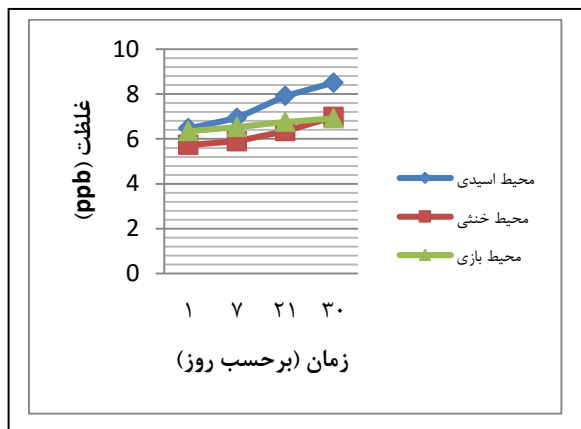 10
8
6
4
2
0
غلظت (ppb)
۱ ۷ ۲۱ ۳۰
زمان (برحسب روز)
محیط اسیدی
محیط خنثی
محیط بازی